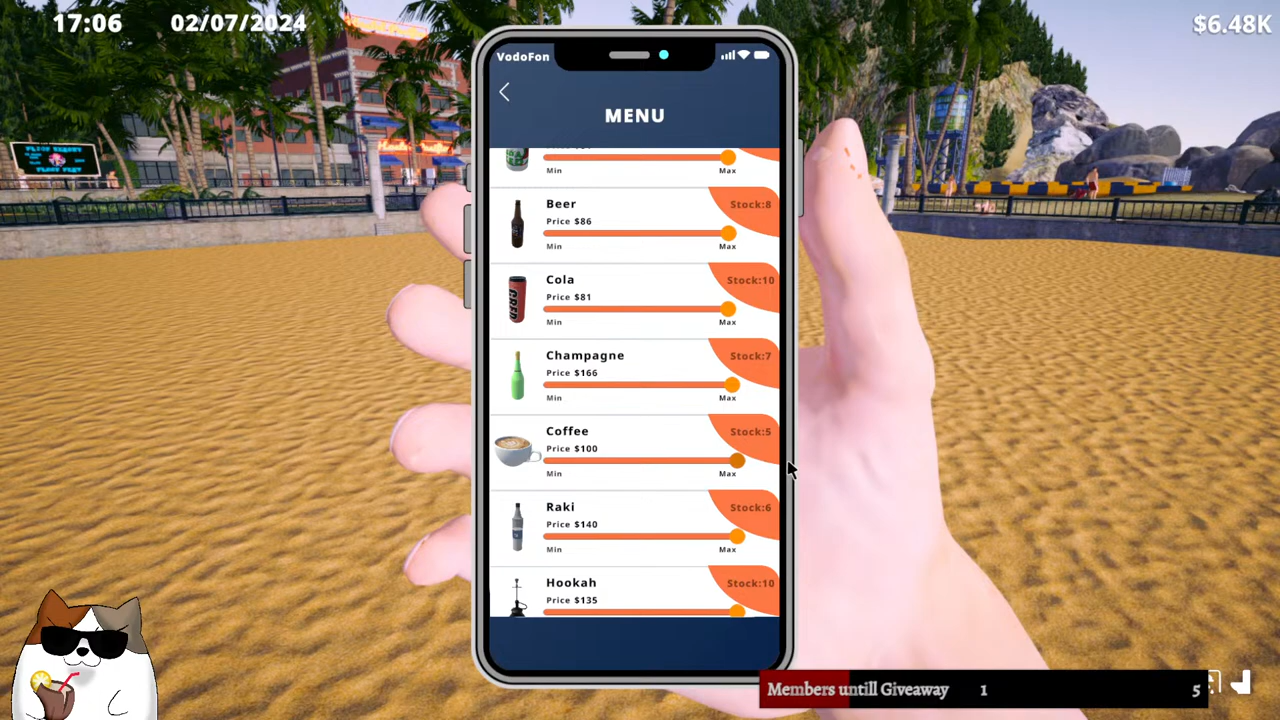 17:06
02/07/2024
$6.48K
VodoFon
MENU
Min
Max
Beer
Stock:8
Price $86
Min
Max
Cola
Stock:10
Price $81
Min
Max
Champagne
Stock:7
Price $166
Min
Max
Coffee
Stock:5
Price $100
Min
Max
Raki
Stock:6
Price $140
Min
Max
Hookah
Stock:10
Price $135
Members untill Giveaway 1 5